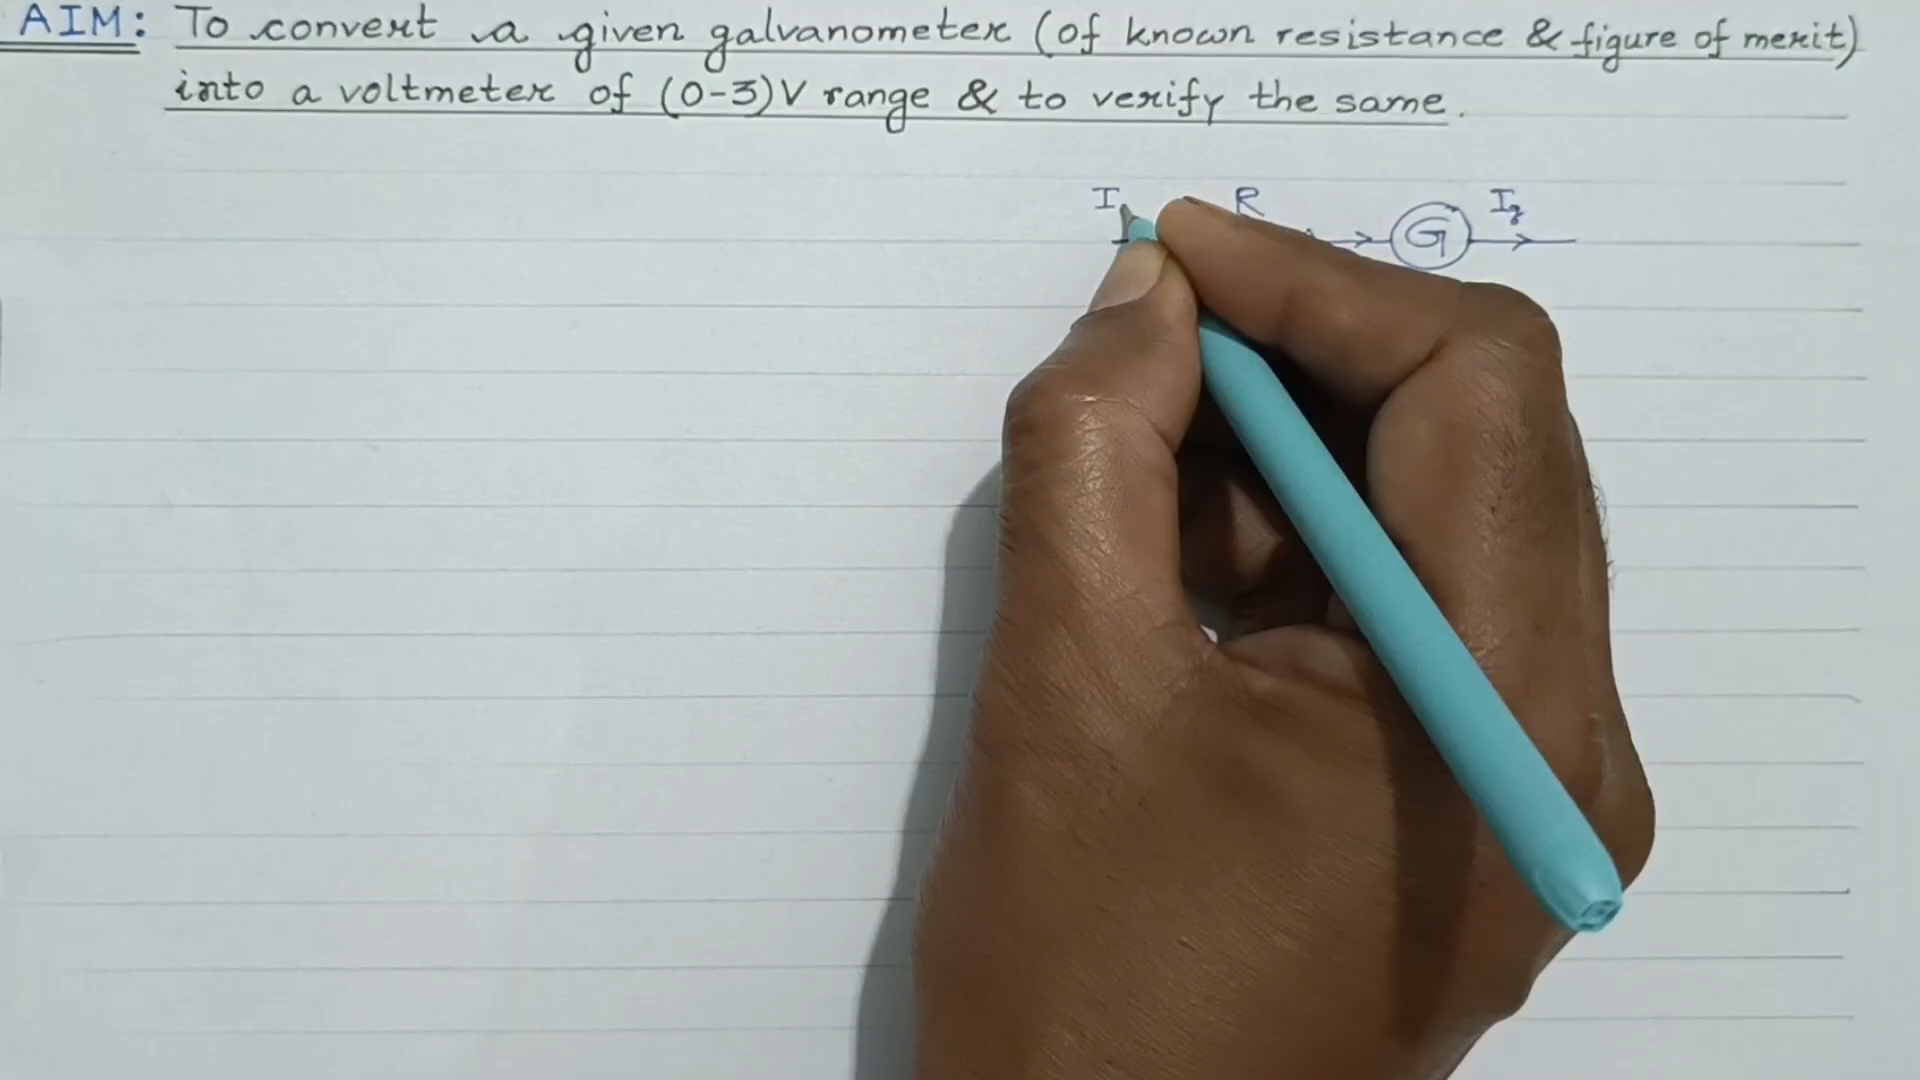 AIM: To convert a given galvanometer (of known resistance & figure of merit)
into a voltmeter of (0-3)V range & to verify the same.
I R G Ig